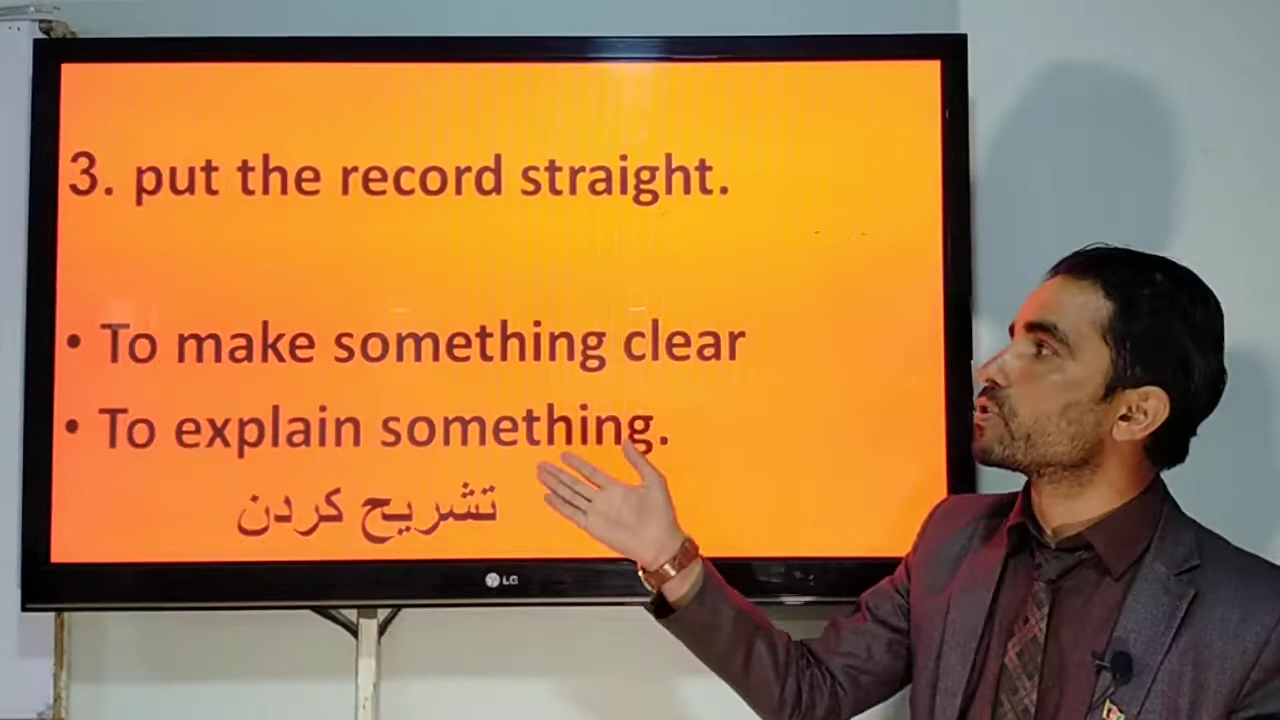 3. put the record straight.
• To make something clear
• To explain something.
تشریح کردن
LG